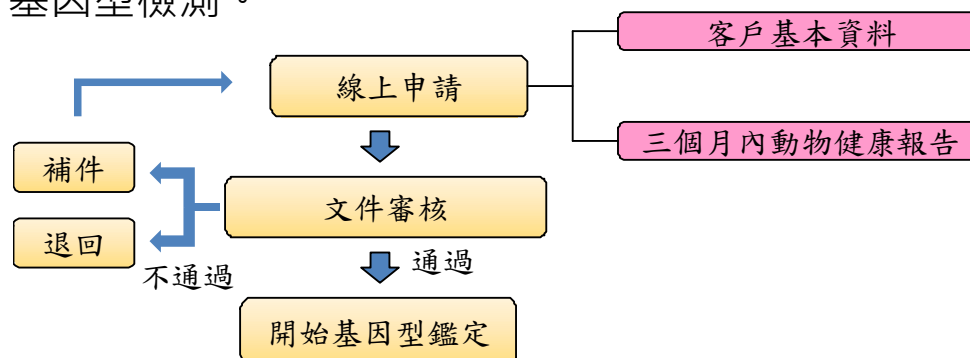 基因型檢測。
客戶基本資料
線上申請
三個月內動物健康報告
補件
文件審核
退回
不通過
通過
開始基因型鑑定